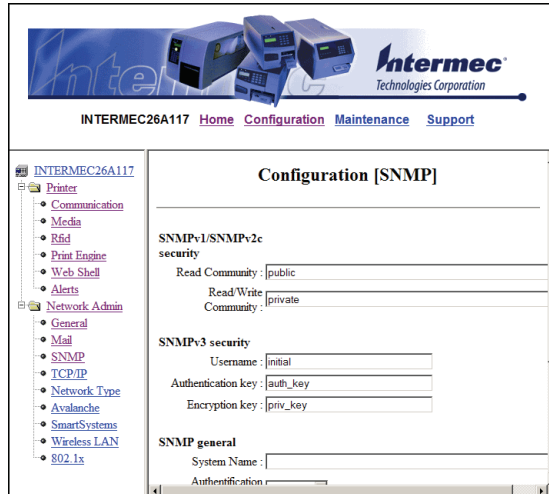 Intermec
Intermec®
Technologies Corporation
INTERMEC26A117 Home Configuration Maintenance Support
INTERMEC26A117
Printer
Communication
Media
Rfid
Print Engine
Web Shell
Alerts
Network Admin
General
Mail
SNMP
TCP/IP
Network Type
Avalanche
SmartSystems
Wireless LAN
802.1x
Configuration [SNMP]
SNMPv1/SNMPv2c
security
Read Community : public
Read/Write
Community : private
SNMPv3 security
Username : initial
Authentication key : auth_key
Encryption key : priv_key
SNMP general
System Name :
Authentification